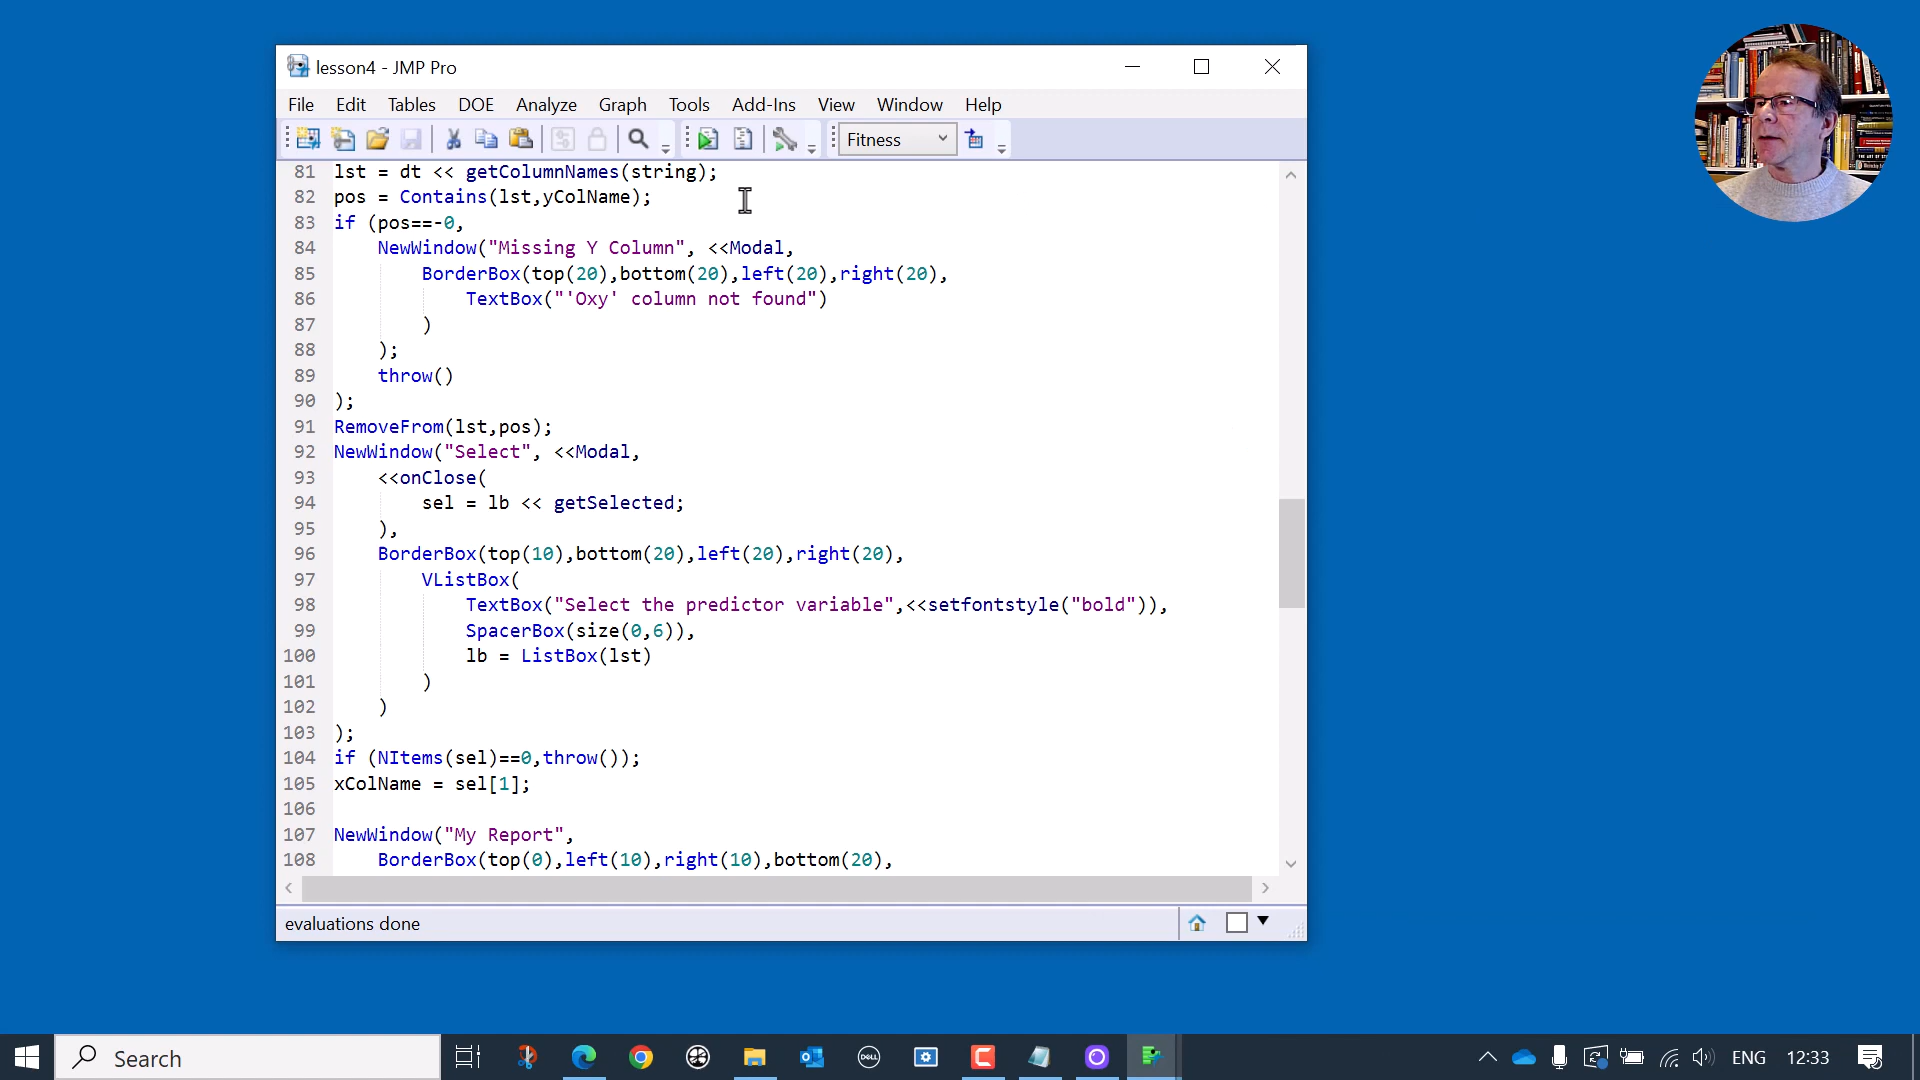 lesson4 - JMP Pro
File Edit Tables DOE Analyze Graph Tools Add-Ins View Window Help
Fitness
81 lst = dt << getColumnNames(string);
82 pos = Contains(lst,yColName);
83 if (pos==-0,
84 NewWindow("Missing Y Column", <<Modal,
85 BorderBox(top(20),bottom(20),left(20),right(20),
86 TextBox("'Oxy' column not found")
87 )
88 );
89 throw()
90 );
91 RemoveFrom(lst,pos);
92 NewWindow("Select", <<Modal,
93 <<onClose(
94 sel = lb << getSelected;
95 ),
96 BorderBox(top(10),bottom(20),left(20),right(20),
97 VListBox(
98 TextBox("Select the predictor variable",<<setfontstyle("bold")),
99 SpacerBox(size(0,6)),
100 lb = ListBox(lst)
101 )
102 )
103 );
104 if (NItems(sel)==0,throw());
105 xColName = sel[1];
106
107 NewWindow("My Report",
108 BorderBox(top(0),left(10),right(10),bottom(20),
evaluations done
Search
DELL
ENG 12:33